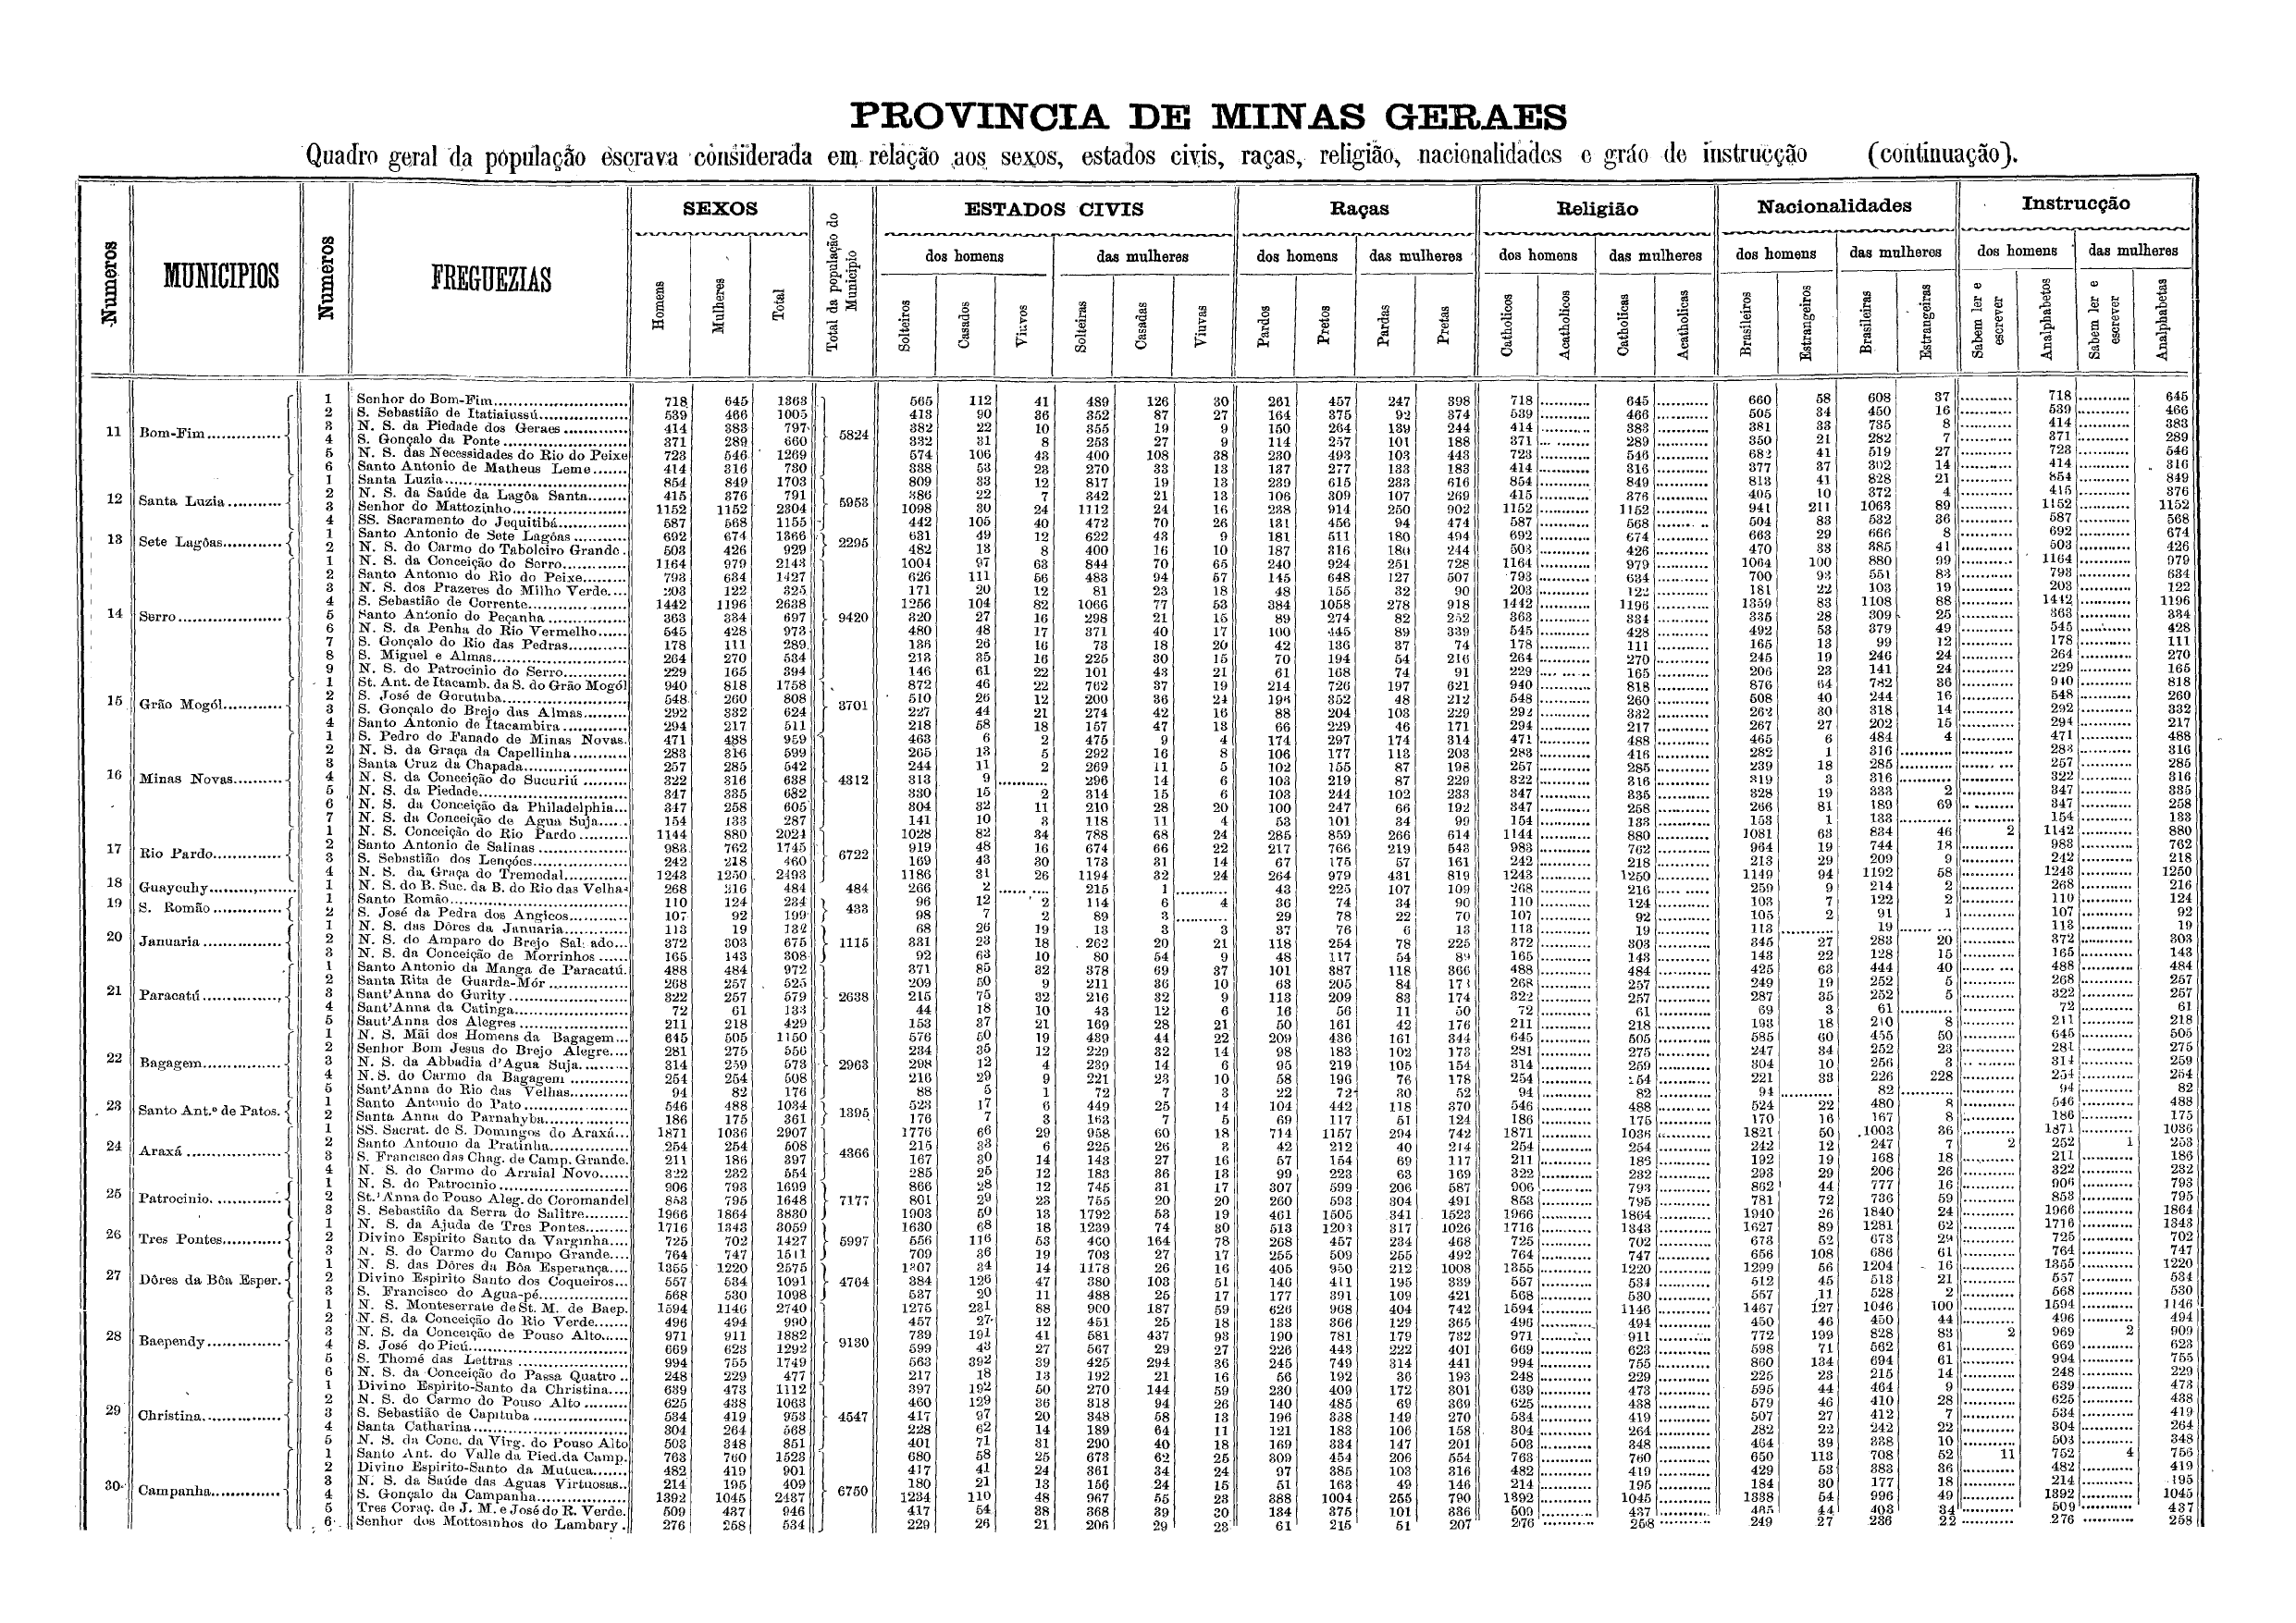 PROVINCIA DE MINAS GERAES
Quadro geral da população escrava considerada em relação aos sexos, estados civis, raças, religião, nacionalidades e gráo de instrucção (continuação).
Numeros MUNICIPIOS Numeros FREGUEZIAS SEXOS Total da população do Municipio ESTADOS CIVIS Raças Religião Nacionalidades Instrucção
dos homens das mulheres dos homens das mulheres dos homens das mulheres dos homens das mulheres dos homens das mulheres
Homens Mulheres Total Solteiros Casados Viuvos Solteiras Casadas Viuvas Pardos Pretos Pardas Pretas Catholicos Acatholicos Catholicas Acatholicas Brasileiros Estrangeiros Brasileiras Estrangeiras Sabem ler e escrever Analphabetos Sabem ler e escrever Analphabetas
11 Bom-Fim 5824
1 Senhor do Bom-Fim 718 645 1363 565 112 41 489 126 30 261 457 247 398 718 645 660 58 608 37 718 645
2 S. Sebastião de Itatiaiussú 539 466 1005 413 90 36 352 87 27 164 375 92 374 539 466 505 34 450 16 539 466
3 N. S. da Piedade dos Geraes 414 383 797 382 22 10 355 19 9 150 264 139 244 414 383 381 33 735 8 414 383
4 S. Gonçalo da Ponte 371 289 660 332 31 8 253 27 9 114 257 101 188 371 289 350 21 282 7 371 289
5 N. S. das Necessidades do Rio do Peixe 723 546 1269 574 106 43 400 108 38 230 493 103 443 723 546 682 41 519 27 723 546
6 Santo Antonio de Matheus Leme 414 316 730 338 53 23 270 33 13 137 277 133 183 414 316 377 37 302 14 414 316
12 Santa Luzia 5953
1 Santa Luzia 854 849 1703 809 33 12 817 19 13 239 615 233 616 854 849 813 41 828 21 854 849
2 N. S. da Saúde da Lagôa Santa 415 376 791 386 22 7 342 21 13 106 309 107 269 415 376 405 10 372 4 415 376
3 Senhor do Mattozinho 1152 1152 2304 1098 30 24 1112 24 16 238 914 250 902 1152 1152 941 211 1063 89 1152 1152
4 SS. Sacramento do Jequitibá 587 568 1155 442 105 40 472 70 26 131 456 94 474 587 568 504 83 532 36 587 568
13 Sete Lagôas 2295
1 Santo Antonio de Sete Lagôas 692 674 1366 631 49 12 622 43 9 181 511 180 494 692 674 663 29 666 8 692 674
2 N. S. do Carmo do Taboleiro Grande 503 426 929 482 13 8 400 16 10 187 316 180 244 503 426 470 33 385 41 503 426
14 Serro 9420
1 N. S. da Conceição do Serro 1164 979 2143 1004 97 63 844 70 65 240 924 251 728 1164 979 1064 100 880 99 1164 979
2 Santo Antonio do Rio do Peixe 793 634 1427 626 111 56 483 94 57 145 648 127 507 793 634 700 93 551 83 793 634
3 N. S. dos Prazeres do Milho Verde 203 122 325 171 20 12 81 23 18 48 155 32 90 203 122 181 22 103 19 203 122
4 S. Sebastião de Corrente 1442 1196 2638 1256 104 82 1066 77 53 384 1058 278 918 1442 1196 1359 83 1108 88 1442 1196
5 Santo Antonio do Peçanha 363 334 697 320 27 16 298 21 15 89 274 82 252 363 334 335 28 309 25 363 334
6 N. S. da Penha do Rio Vermelho 545 428 973 480 48 17 371 40 17 100 445 89 339 545 428 492 53 379 49 545 428
7 S. Gonçalo do Rio das Pedras 178 111 289 136 26 16 73 18 20 42 136 37 74 178 111 165 13 99 12 178 111
8 S. Miguel e Almas 264 270 534 213 35 16 225 30 15 70 194 54 216 264 270 245 19 246 24 264 270
9 N. S. do Patrocinio do Serro 229 165 394 146 61 22 101 43 21 61 168 74 91 229 165 206 23 141 24 229 165
15 Grão Mogól 3701
1 St. Ant. de Itacamb. da S. do Grão Mogól 940 818 1758 872 46 22 762 37 19 214 726 197 621 940 818 876 64 782 36 940 818
2 S. José de Gorutuba 548 260 808 510 26 12 200 36 24 196 352 48 212 548 260 508 40 244 16 548 260
3 S. Gonçalo do Brejo das Almas 292 332 624 227 44 21 274 42 16 88 204 103 229 292 332 262 30 318 14 292 332
4 Santo Antonio de Itacambira 294 217 511 218 58 18 157 47 13 66 229 46 171 294 217 267 27 202 15 294 217
16 Minas Novas 4312
1 S. Pedro do Fanado de Minas Novas 471 488 959 463 6 2 475 9 4 174 297 174 314 471 488 465 6 484 4 471 488
2 N. S. da Graça da Capellinha 283 316 599 265 13 5 292 16 8 106 177 113 203 283 416 282 1 316 283 316
3 Santa Cruz da Chapada 257 285 542 244 11 2 269 11 5 102 155 87 198 257 285 239 18 285 257 285
4 N. S. da Conceição do Sucuriú 322 316 638 313 9 296 14 6 103 219 87 229 322 316 319 3 316 322 316
5 N. S. da Piedade 347 335 682 330 15 2 314 15 6 103 244 102 233 347 335 328 19 333 2 347 335
6 N. S. da Conceição da Philadelphia 347 258 605 304 32 11 210 28 20 100 247 66 192 347 258 266 81 189 69 347 258
7 N. S. da Conceição de Agua Suja 154 133 287 141 10 3 118 11 4 53 101 34 99 154 133 153 1 133 154 133
17 Rio Pardo 6722
1 N. S. Conceição do Rio Pardo 1144 880 2024 1028 82 34 788 68 24 285 859 266 614 1144 880 1081 63 834 46 2 1142 880
2 Santo Antonio de Salinas 983 762 1745 919 48 16 674 66 22 217 766 219 543 983 762 964 19 744 18 983 762
3 S. Sebastião dos Lençóes 242 218 460 169 43 30 173 31 14 67 175 57 161 242 218 213 29 209 9 242 218
4 N. S. da Graça do Tremedal 1243 1250 2493 1186 31 26 1194 32 24 264 979 431 819 1243 1250 1149 94 1192 58 1243 1250
18 Guaycuhy 484
1 N. S. do B. Suc. da B. do Rio das Velha 268 216 484 266 2 215 1 43 225 107 109 268 216 259 9 214 2 268 216
19 S. Romão 433
1 Santo Romão 110 124 234 96 12 2 114 6 4 36 74 34 90 110 124 103 7 122 2 110 124
2 S. José da Pedra dos Angicos 107 92 199 98 7 2 89 3 29 78 22 70 107 92 105 2 91 1 107 92
20 Januaria 1115
1 N. S. das Dôres da Januaria 113 19 132 68 26 19 13 3 3 37 76 6 13 113 19 113 19 113 19
2 N. S. do Amparo do Brejo Sal ado 372 303 675 331 23 18 262 20 21 118 254 78 225 372 303 345 27 283 20 372 303
3 N. S. da Conceição de Morrinhos 165 143 308 92 63 10 80 54 9 48 117 54 89 165 143 143 22 128 15 165 143
21 Paracatú 2638
1 Santo Antonio da Manga de Paracatú 488 484 972 371 85 32 378 69 37 101 387 118 366 488 484 425 63 444 40 488 484
2 Santa Rita de Guarda-Mór 268 257 525 209 50 9 211 36 10 63 205 84 173 268 257 249 19 252 5 268 257
3 Sant'Anna do Gurity 322 257 579 215 75 32 216 32 9 113 209 83 174 322 257 287 35 252 5 322 257
4 Sant'Anna da Catinga 72 61 133 44 18 10 43 12 6 16 56 11 50 72 61 69 3 61 72 61
5 Sant'Anna dos Alegres 211 218 429 153 37 21 169 28 21 50 161 42 176 211 218 193 18 210 8 211 218
22 Bagagem 2963
1 N. S. Mãi dos Homens da Bagagem 645 505 1150 576 50 19 439 44 22 209 436 161 344 645 505 585 60 455 50 645 505
2 Senhor Bom Jesus do Brejo Alegre 281 275 556 234 35 12 229 32 14 98 183 102 173 281 275 247 34 252 23 281 275
3 N. S. da Abbadia d'Agua Suja 314 259 573 298 12 4 239 14 6 95 219 105 154 314 259 304 10 256 3 314 259
4 N. S. do Carmo da Bagagem 254 254 508 216 29 9 221 23 10 58 196 76 178 254 254 221 33 226 228 254 254
5 Sant'Anna do Rio das Velhas 94 82 176 88 5 1 72 7 3 22 72 30 52 94 82 94 82 94 82
23 Santo Ant.º de Patos. 1395
1 Santo Antonio do Pato 546 488 1034 523 17 6 449 25 14 104 442 118 370 546 488 524 22 480 8 546 488
2 Santa Anna do Parnahyba 186 175 361 176 7 3 163 7 5 69 117 51 124 186 175 170 16 167 8 186 175
24 Araxá 4366
1 SS. Sacrat. de S. Domingos do Araxá 1871 1036 2907 1776 66 29 958 60 18 714 1157 294 742 1871 1036 1821 50 1003 36 1871 1036
2 Santo Antonio da Pratinha 254 254 508 215 33 6 225 26 3 42 212 40 214 254 254 242 12 247 7 2 252 1 253
3 S. Francisco das Chag. de Camp. Grande 211 186 397 167 30 14 143 27 16 57 154 69 117 211 186 192 19 168 18 211 186
4 N. S. do Carmo do Arraial Novo 322 232 554 285 25 12 183 36 13 99 223 63 169 322 232 293 29 206 26 322 232
25 Patrocinio. 7177
1 N. S. do Patrocinio 906 793 1699 866 28 12 745 31 17 307 599 206 587 906 793 862 44 777 16 906 793
2 St.ª Anna do Pouso Aleg. do Coromandel 853 795 1648 801 29 23 755 20 20 260 593 304 491 853 795 781 72 736 59 853 795
3 S. Sebastião da Serra do Salitre 1966 1864 3830 1903 50 13 1792 53 19 461 1505 341 1523 1966 1864 1940 26 1840 24 1966 1864
26 Tres Pontes 5997
1 N. S. da Ajuda de Tres Pontes 1716 1343 3059 1630 68 18 1239 74 30 513 1203 317 1026 1716 1343 1627 89 1281 62 1716 1343
2 Divino Espirito Santo da Varginha 725 702 1427 556 116 53 460 164 78 268 457 234 468 725 702 673 52 673 29 725 702
3 N. S. do Carmo do Campo Grande 764 747 1511 709 36 19 703 27 17 255 509 255 492 764 747 656 108 686 61 764 747
27 Dôres da Bôa Esper. 4764
1 N. S. das Dôres da Bôa Esperança 1355 1220 2575 1307 34 14 1178 26 16 405 950 212 1008 1355 1220 1299 56 1204 16 1355 1220
2 Divino Espirito Santo dos Coqueiros 557 534 1091 384 126 47 380 103 51 146 411 195 339 557 534 512 45 513 21 557 534
3 S. Francisco do Agua-pé 568 530 1098 537 20 11 488 25 17 177 391 109 421 568 530 557 11 528 2 568 530
28 Baependy 9130
1 N. S. Monteserrate de St. M. de Baep. 1594 1146 2740 1275 231 88 900 187 59 626 968 404 742 1594 1146 1467 127 1046 100 1594 1146
2 N. S. da Conceição do Rio Verde 496 494 990 457 27 12 451 25 18 133 366 129 365 496 494 450 46 450 44 496 494
3 N. S. da Conceição de Pouso Alto 971 911 1882 739 191 41 581 437 93 190 781 179 732 971 911 772 199 828 83 2 969 2 909
4 S. José do Picú 669 623 1292 599 43 27 567 29 27 226 443 222 401 669 623 598 71 562 61 669 623
5 S. Thomé das Lettras 994 755 1749 563 392 39 425 294 36 245 749 314 441 994 755 860 134 694 61 994 755
6 N. S. da Conceição do Passa Quatro 248 229 477 217 18 13 192 21 16 56 192 36 193 248 229 225 23 215 14 248 229
29 Christina 4547
1 Divino Espirito-Santo da Christina 639 473 1112 397 192 50 270 144 59 230 409 172 301 639 473 595 44 464 9 639 473
2 N. S. do Carmo do Pouso Alto 625 438 1063 460 129 36 318 94 26 140 485 69 369 625 438 579 46 410 28 625 438
3 S. Sebastião de Capituba 534 419 953 417 97 20 348 58 13 196 338 149 270 534 419 507 27 412 7 534 419
4 Santa Catharina 304 264 568 228 62 14 189 64 11 121 183 106 158 304 264 282 22 242 22 304 264
5 N. S. da Conc. da Virg. do Pouso Alto 503 348 851 401 71 31 290 40 18 169 334 147 201 503 348 464 39 338 10 503 348
30 Campanha 6750
1 Santo Ant. do Valle da Pied. da Camp. 763 760 1523 680 58 25 673 62 25 309 454 206 554 763 760 650 113 708 52 11 752 4 756
2 Divino Espirito-Santo da Mutuca 482 419 901 417 41 24 361 34 24 97 385 103 316 482 419 429 53 383 36 482 419
3 N. S. da Saúde das Aguas Virtuosas 214 195 409 180 21 13 156 24 15 51 163 49 146 214 195 184 30 177 18 214 195
4 S. Gonçalo da Campanha 1392 1045 2437 1234 110 48 967 55 23 388 1004 255 790 1392 1045 1338 54 996 49 1392 1045
5 Tres Coraç. de J. M. e José do R. Verde. 509 437 946 417 54 38 368 39 30 134 375 101 336 509 437 465 44 403 34 509 437
6 Senhor dos Mottosinhos do Lambary 276 258 534 229 26 21 206 29 23 61 215 51 207 276 258 249 27 236 22 276 258